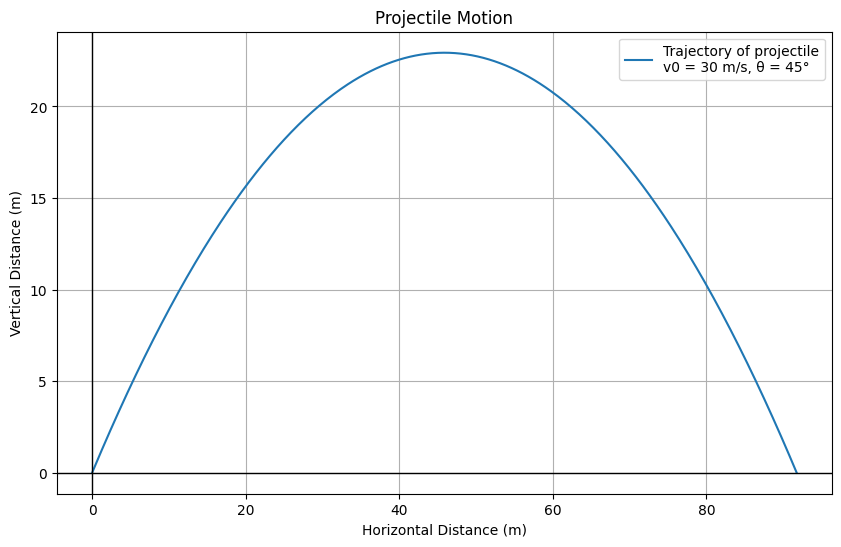 Projectile Motion
Trajectory of projectile
v0 = 30 m/s, θ = 45°
Vertical Distance (m)
20
15
10
5
0
0
20
40
60
80
Horizontal Distance (m)